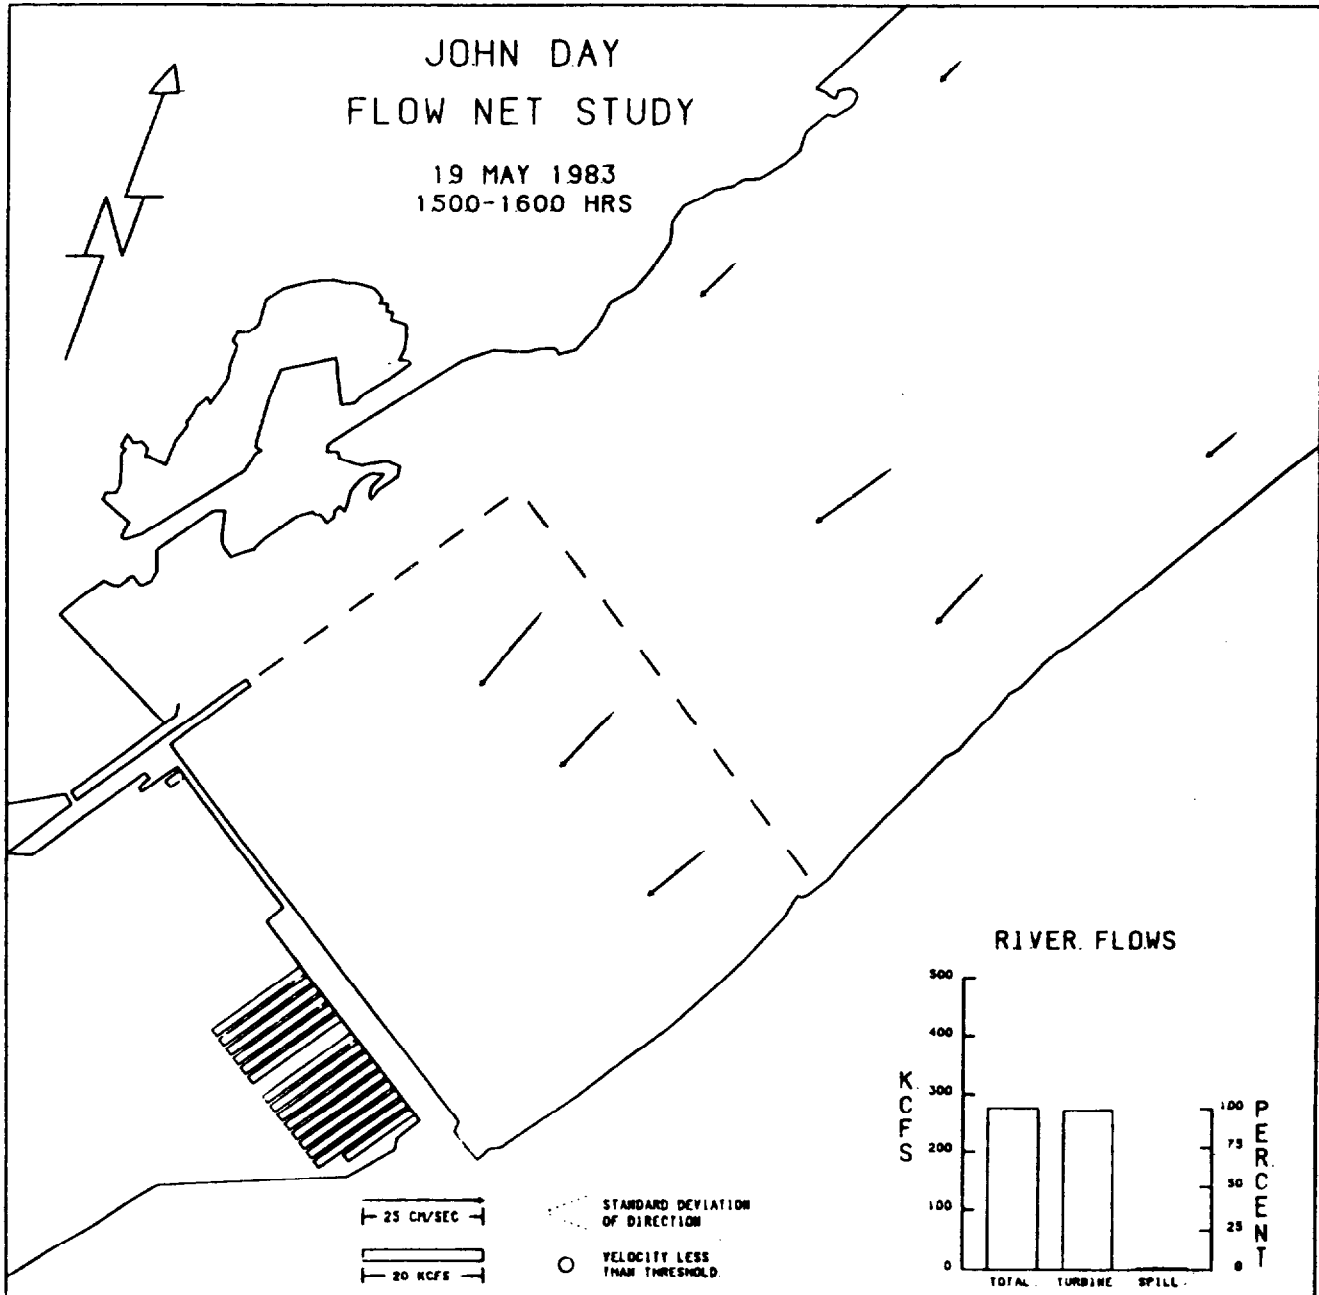 JOHN DAY
FLOW NET STUDY
19 MAY 1983
1500-1600 HRS
N
RIVER FLOWS
500
400
300
200
100
0
KCFS
100
75
50
25
0
PERCENT
TOTAL TURBINE SPILL
25 CM/SEC
20 KCFS
STANDARD DEVIATION
OF DIRECTION
VELOCITY LESS
THAN THRESHOLD